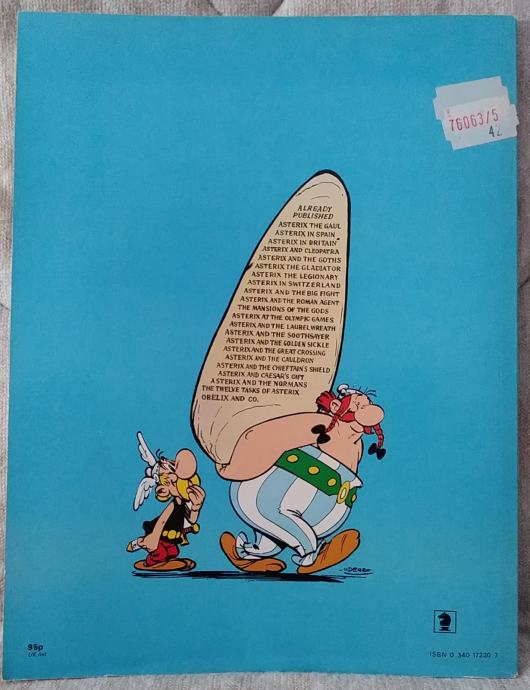 76063/5
42
ALREADY
PUBLISHED
ASTERIX THE GAUL
ASTERIX IN SPAIN
ASTERIX IN BRITAIN
ASTERIX AND CLEOPATRA
ASTERIX AND THE GOTHS
ASTERIX THE GLADIATOR
ASTERIX THE LEGIONARY
ASTERIX IN SWITZERLAND
ASTERIX AND THE BIG FIGHT
ASTERIX AND THE ROMAN AGENT
THE MANSIONS OF THE GODS
ASTERIX AT THE OLYMPIC GAMES
ASTERIX AND THE LAUREL WREATH
ASTERIX AND THE SOOTHSAYER
ASTERIX AND THE GOLDEN SICKLE
ASTERIX AND THE GREAT CROSSING
ASTERIX AND THE CAULDRON
ASTERIX AND THE CHIEFTAIN'S SHIELD
ASTERIX AND CAESAR'S GIFT
ASTERIX AND THE NORMANS
THE TWELVE TASKS OF ASTERIX
OBELIX AND CO.
-UDERZO-
95p
ISBN 0 340 17220 7